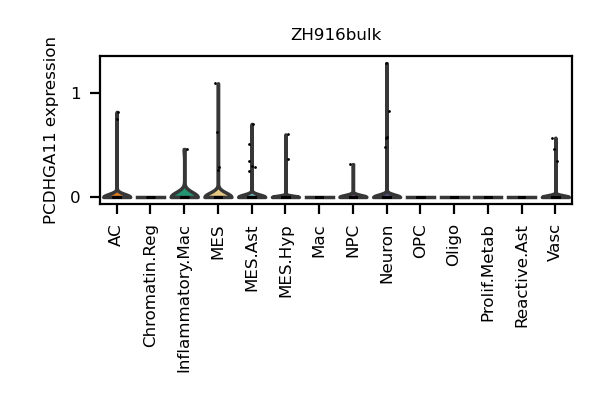 ZH916bulk
PCDHGA11 expression
1
0
AC
Chromatin.Reg
Inflammatory.Mac
MES
MES.Ast
MES.Hyp
Mac
NPC
Neuron
OPC
Oligo
Prolif.Metab
Reactive.Ast
Vasc